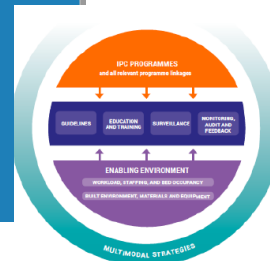 IPC PROGRAMMES
and all relevant programme linkages
GUIDELINES
EDUCATION
AND TRAINING
SURVEILLANCE
MONITORING,
AUDIT AND
FEEDBACK
ENABLING ENVIRONMENT
WORKLOAD, STAFFING, AND BED OCCUPANCY
BUILT ENVIRONMENT, MATERIALS AND EQUIPMENT
MULTIMODAL STRATEGIES